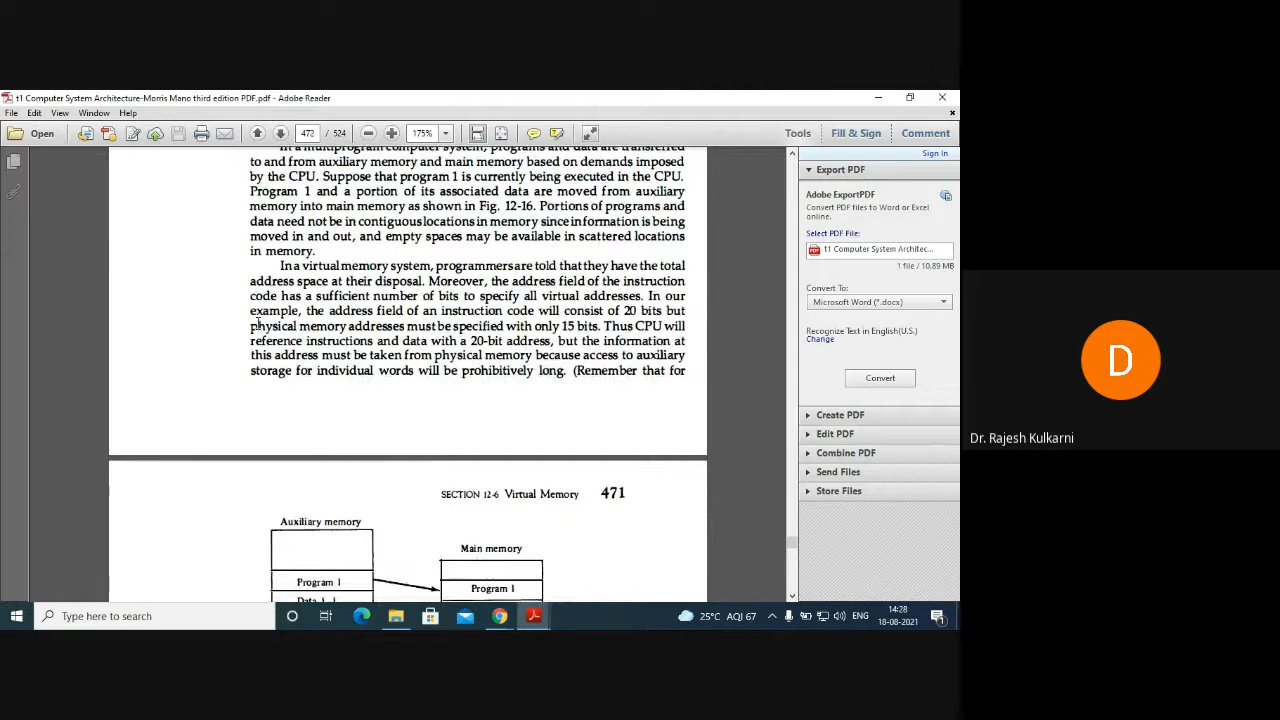 t1 Computer System Architecture-Morris Mano third edition PDF.pdf - Adobe Reader
File Edit View Window Help
Open 472 / 524 175% Tools Fill & Sign Comment
Sign In
In a multiprogram computer system, programs and data are transferred
to and from auxiliary memory and main memory based on demands imposed
by the CPU. Suppose that program 1 is currently being executed in the CPU.
Program 1 and a portion of its associated data are moved from auxiliary
memory into main memory as shown in Fig. 12-16. Portions of programs and
data need not be in contiguous locations in memory since information is being
moved in and out, and empty spaces may be available in scattered locations
in memory.
In a virtual memory system, programmers are told that they have the total
address space at their disposal. Moreover, the address field of the instruction
code has a sufficient number of bits to specify all virtual addresses. In our
example, the address field of an instruction code will consist of 20 bits but
physical memory addresses must be specified with only 15 bits. Thus CPU will
reference instructions and data with a 20-bit address, but the information at
this address must be taken from physical memory because access to auxiliary
storage for individual words will be prohibitively long. (Remember that for
SECTION 12-6 Virtual Memory 471
Auxiliary memory
Main memory
Program 1
Program 1
Data 1, 1
Export PDF
Adobe ExportPDF
Convert PDF files to Word or Excel
online.
Select PDF File:
t1 Computer System Architec...
1 file / 10.89 MB
Convert To:
Microsoft Word (*.docx)
Recognize Text in English(U.S.)
Change
Convert
Create PDF
Edit PDF
Combine PDF
Send Files
Store Files
D
Dr. Rajesh Kulkarni
Type here to search
25°C AQI 67 ENG
14:28
18-08-2021
1